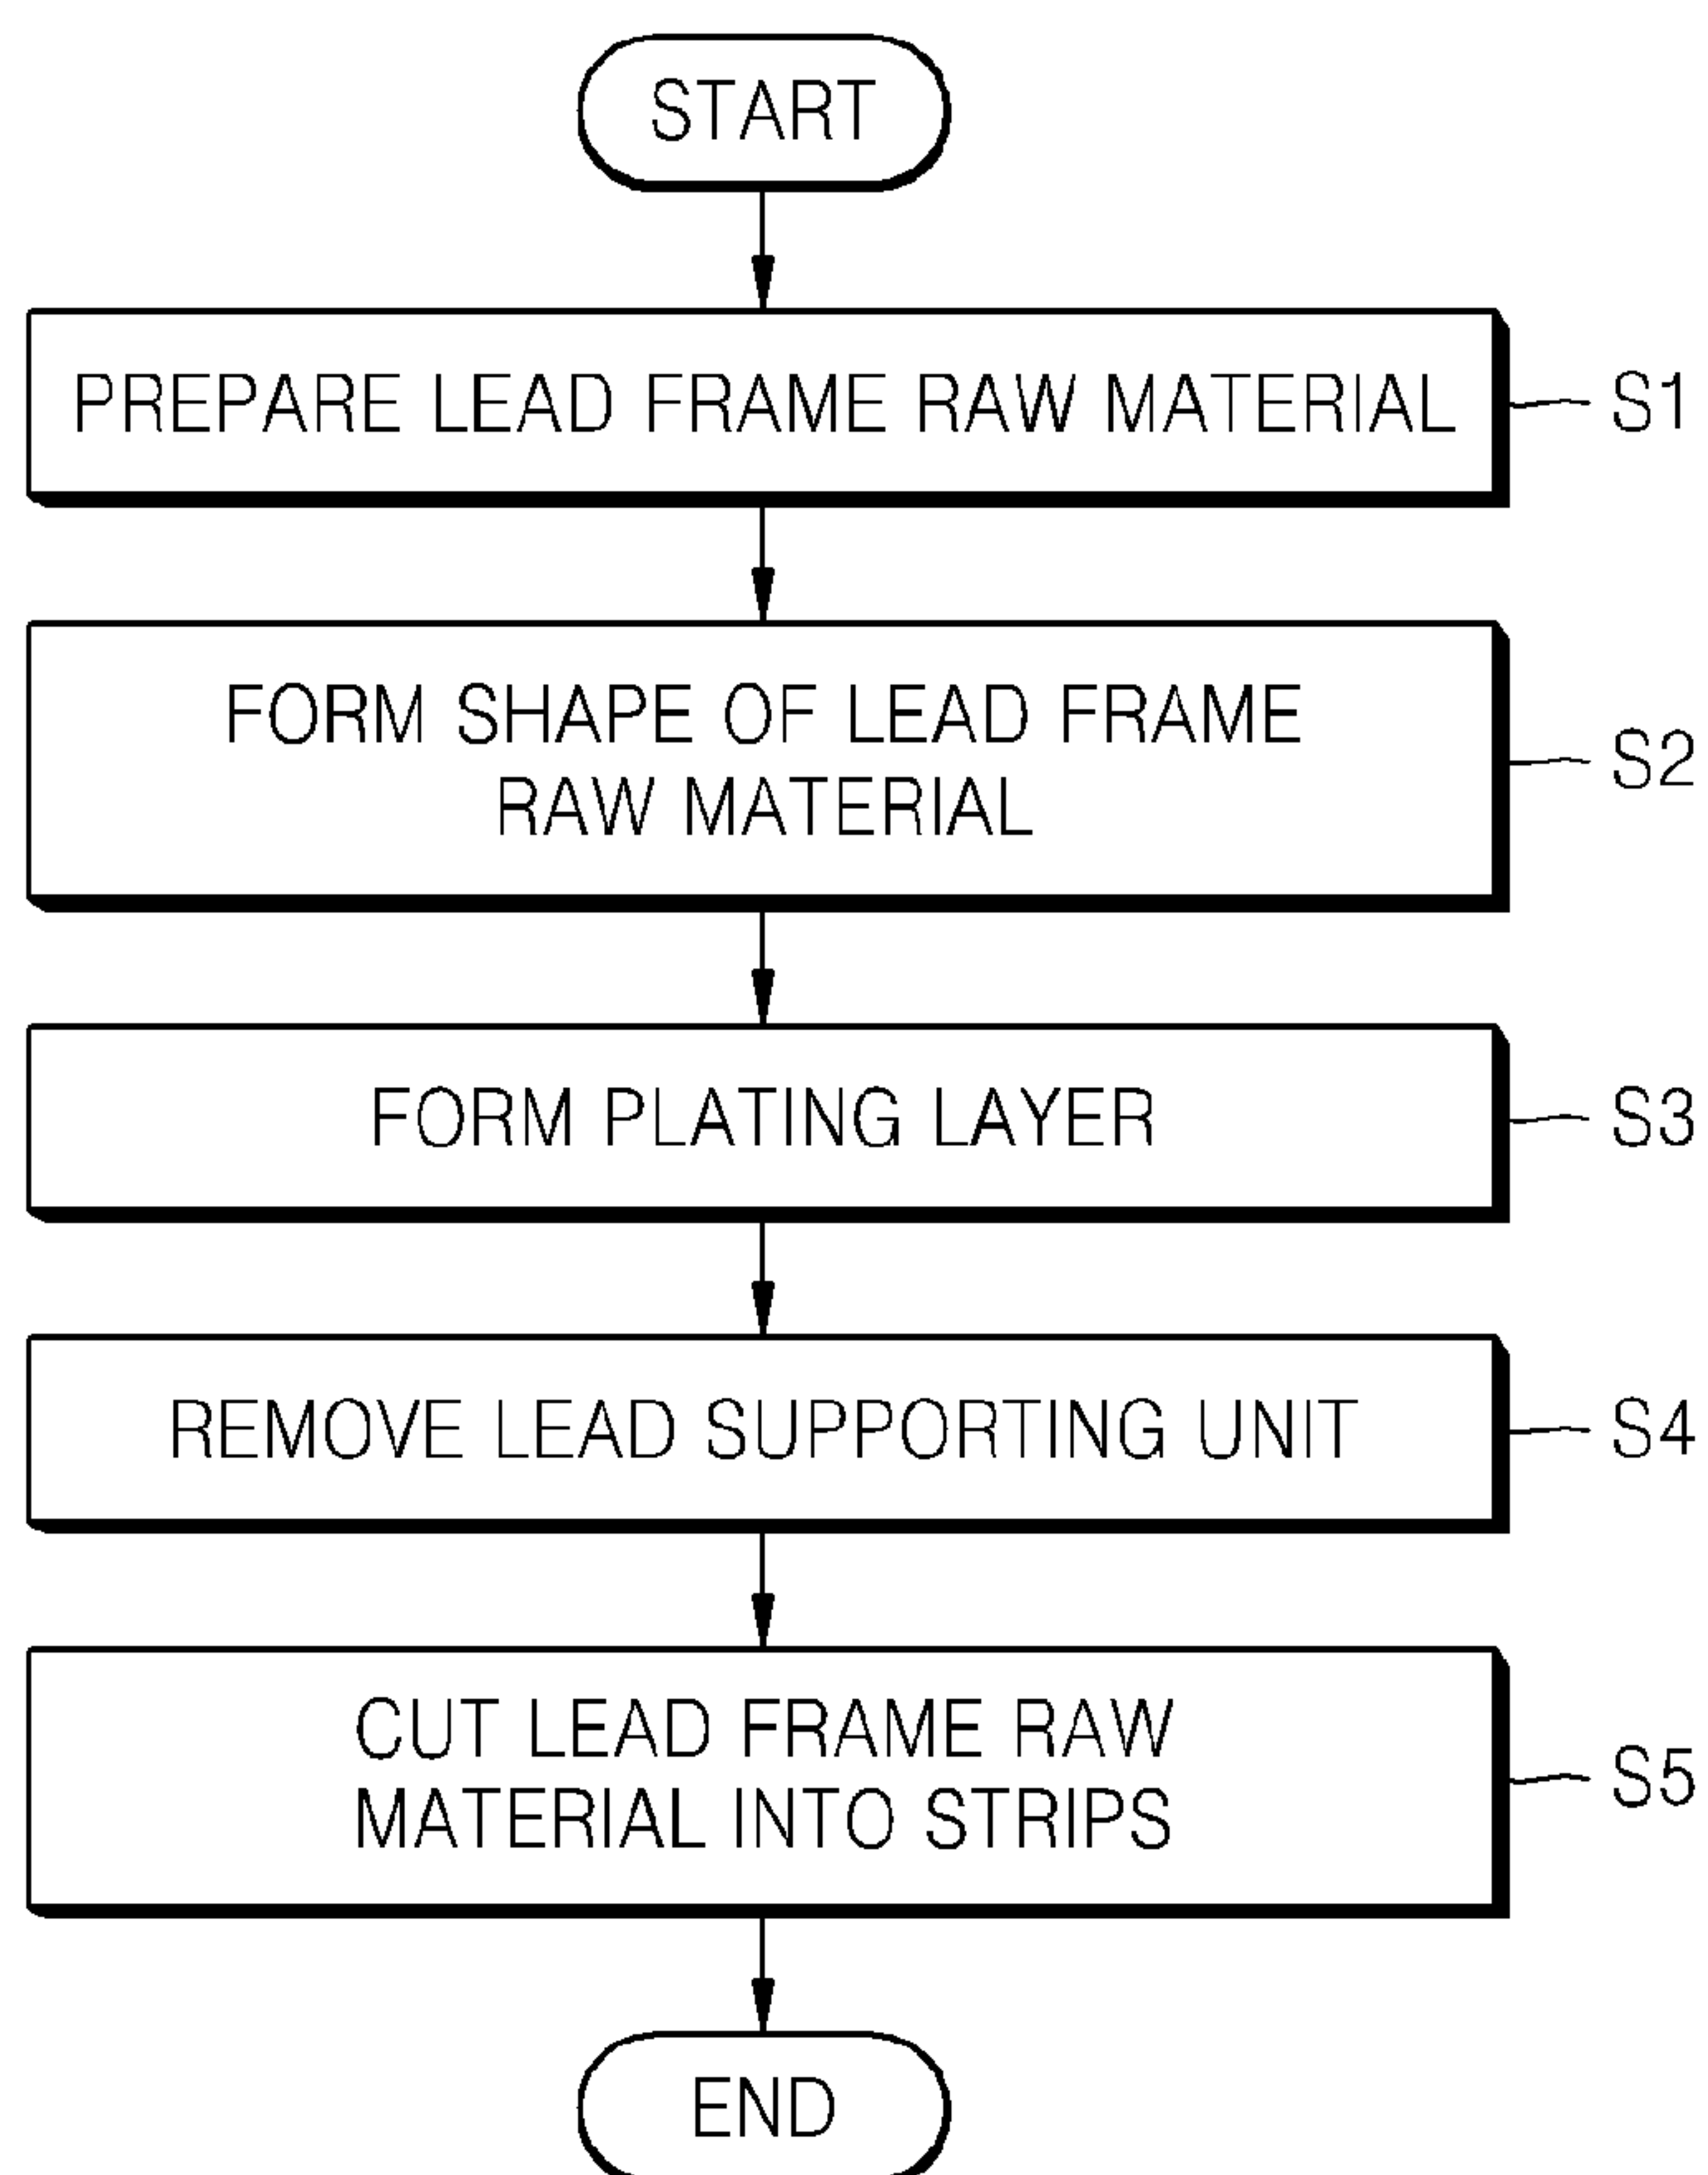 START
PREPARE LEAD FRAME RAW MATERIAL
S1
FORM SHAPE OF LEAD FRAME
RAW MATERIAL
S2
FORM PLATING LAYER
S3
REMOVE LEAD SUPPORTING UNIT
S4
CUT LEAD FRAME RAW
MATERIAL INTO STRIPS
S5
END